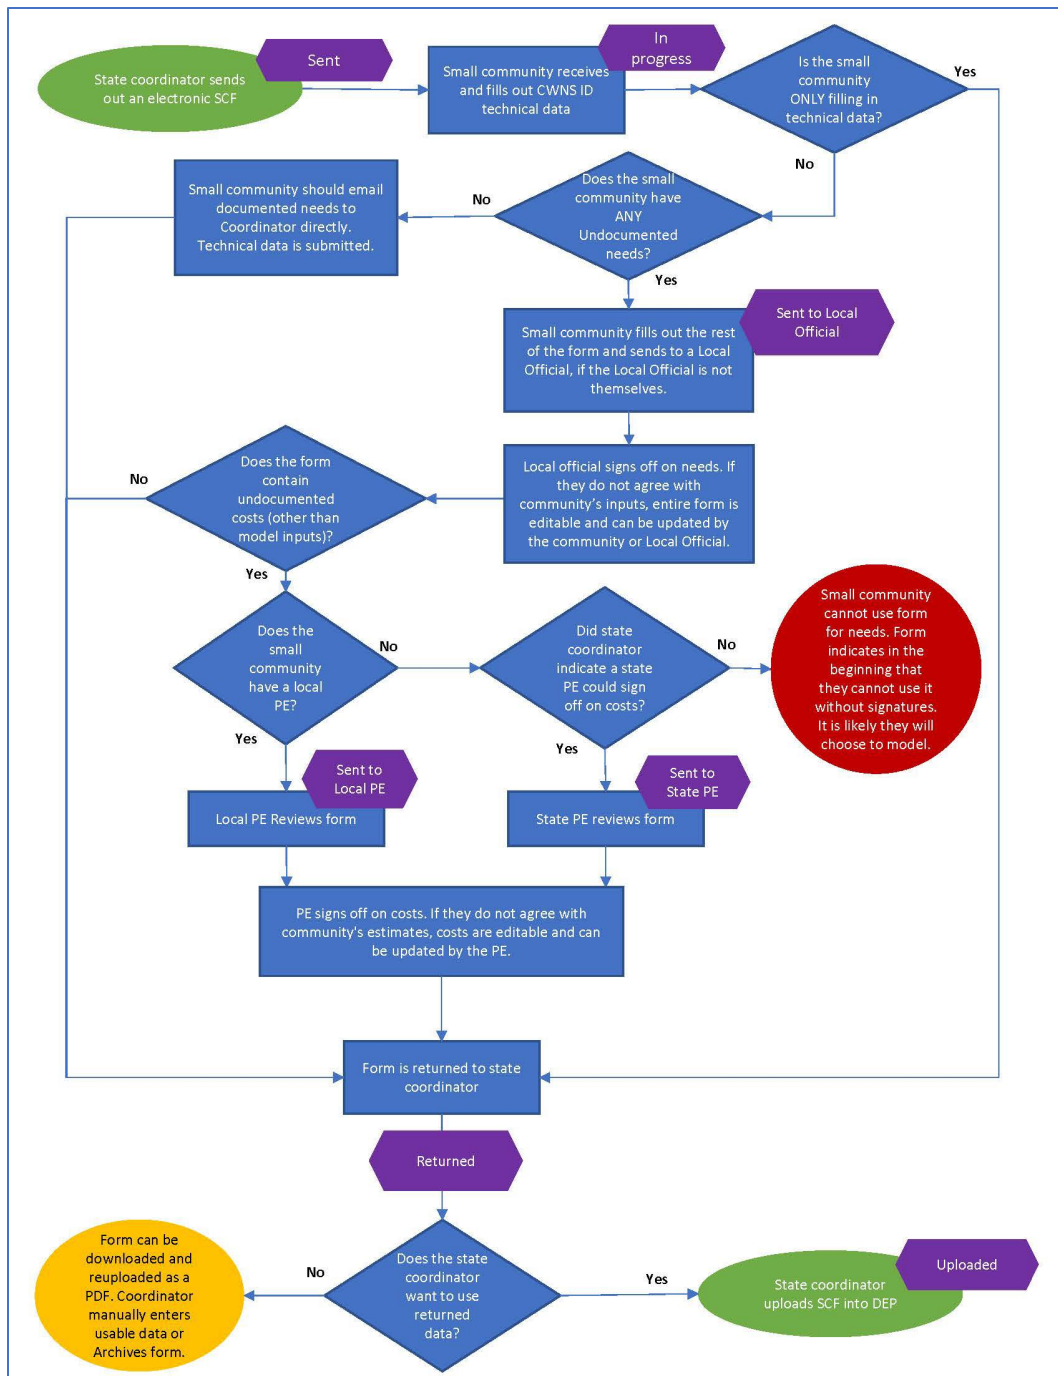 State coordinator sends
out an electronic SCF
Sent
Small community receives
and fills out CWNS ID
technical data
In
progress
Is the small
community
ONLY filling in
technical data?
Yes
No
Does the small
community have
ANY
Undocumented
needs?
No
Yes
Small community should email
documented needs to
Coordinator directly.
Technical data is submitted.
Small community fills out the rest
of the form and sends to a Local
Official, if the Local Official is not
themselves.
Sent to Local
Official
Local official signs off on needs. If
they do not agree with
community's inputs, entire form is
editable and can be updated by
the community or Local Official.
Does the form
contain
undocumented
costs (other than
model inputs)?
No
Yes
Does the
small
community
have a local
PE?
No
Yes
Did state
coordinator
indicate a state
PE could sign
off on costs?
No
Yes
Small community
cannot use form
for needs. Form
indicates in the
beginning that
they cannot use it
without signatures.
It is likely they will
choose to model.
Sent to
Local PE
Local PE Reviews form
Sent to
State PE
State PE reviews form
PE signs off on costs. If they do not agree with
community's estimates, costs are editable and can
be updated by the PE.
Form is returned to state
coordinator
Returned
Does the state
coordinator
want to use
returned
data?
No
Yes
Form can be
downloaded and
reuploaded as a
PDF. Coordinator
manually enters
usable data or
Archives form.
State coordinator
uploads SCF into DEP
Uploaded